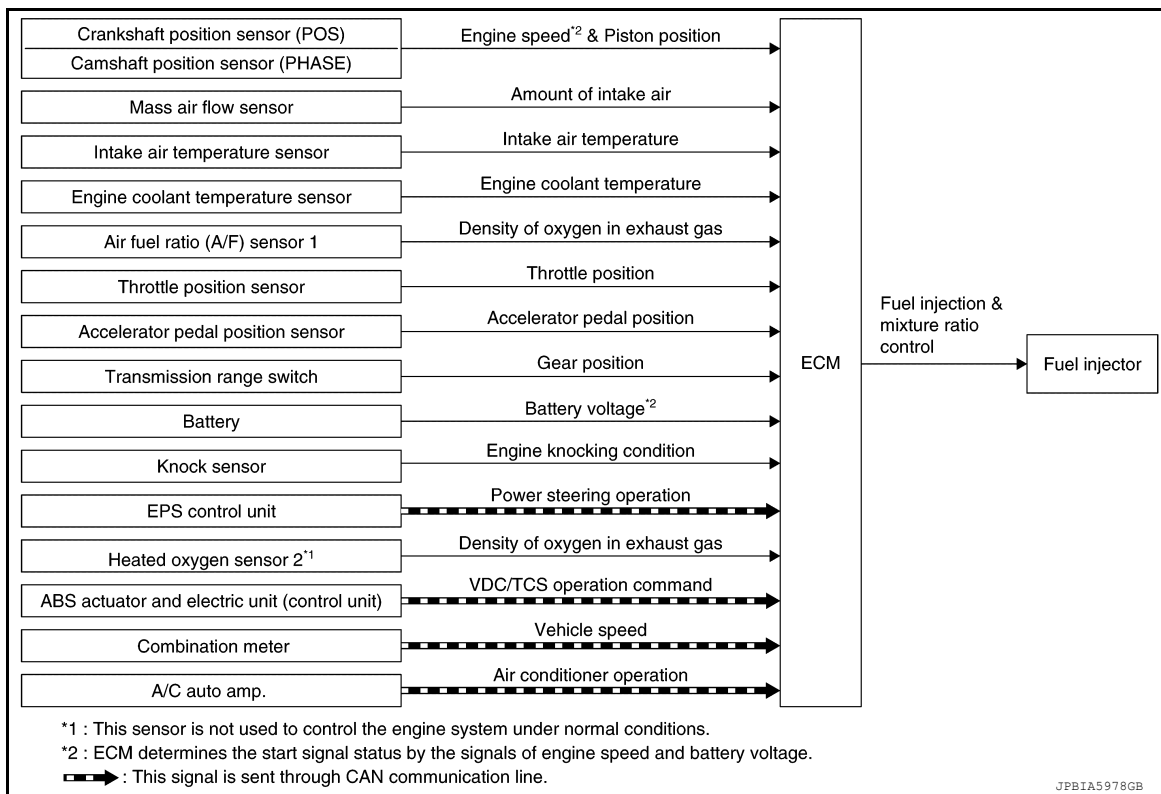 Crankshaft position sensor (POS)
Camshaft position sensor (PHASE)
Engine speed*2 & Piston position
Mass air flow sensor
Amount of intake air
Intake air temperature sensor
Intake air temperature
Engine coolant temperature sensor
Engine coolant temperature
Air fuel ratio (A/F) sensor 1
Density of oxygen in exhaust gas
Throttle position sensor
Throttle position
Accelerator pedal position sensor
Accelerator pedal position
Transmission range switch
Gear position
Battery
Battery voltage*2
Knock sensor
Engine knocking condition
EPS control unit
Power steering operation
Heated oxygen sensor 2*1
Density of oxygen in exhaust gas
ABS actuator and electric unit (control unit)
VDC/TCS operation command
Combination meter
Vehicle speed
A/C auto amp.
Air conditioner operation
ECM
Fuel injection &
mixture ratio
control
Fuel injector
*1 : This sensor is not used to control the engine system under normal conditions.
*2 : ECM determines the start signal status by the signals of engine speed and battery voltage.
: This signal is sent through CAN communication line.
JPBIA5978GB